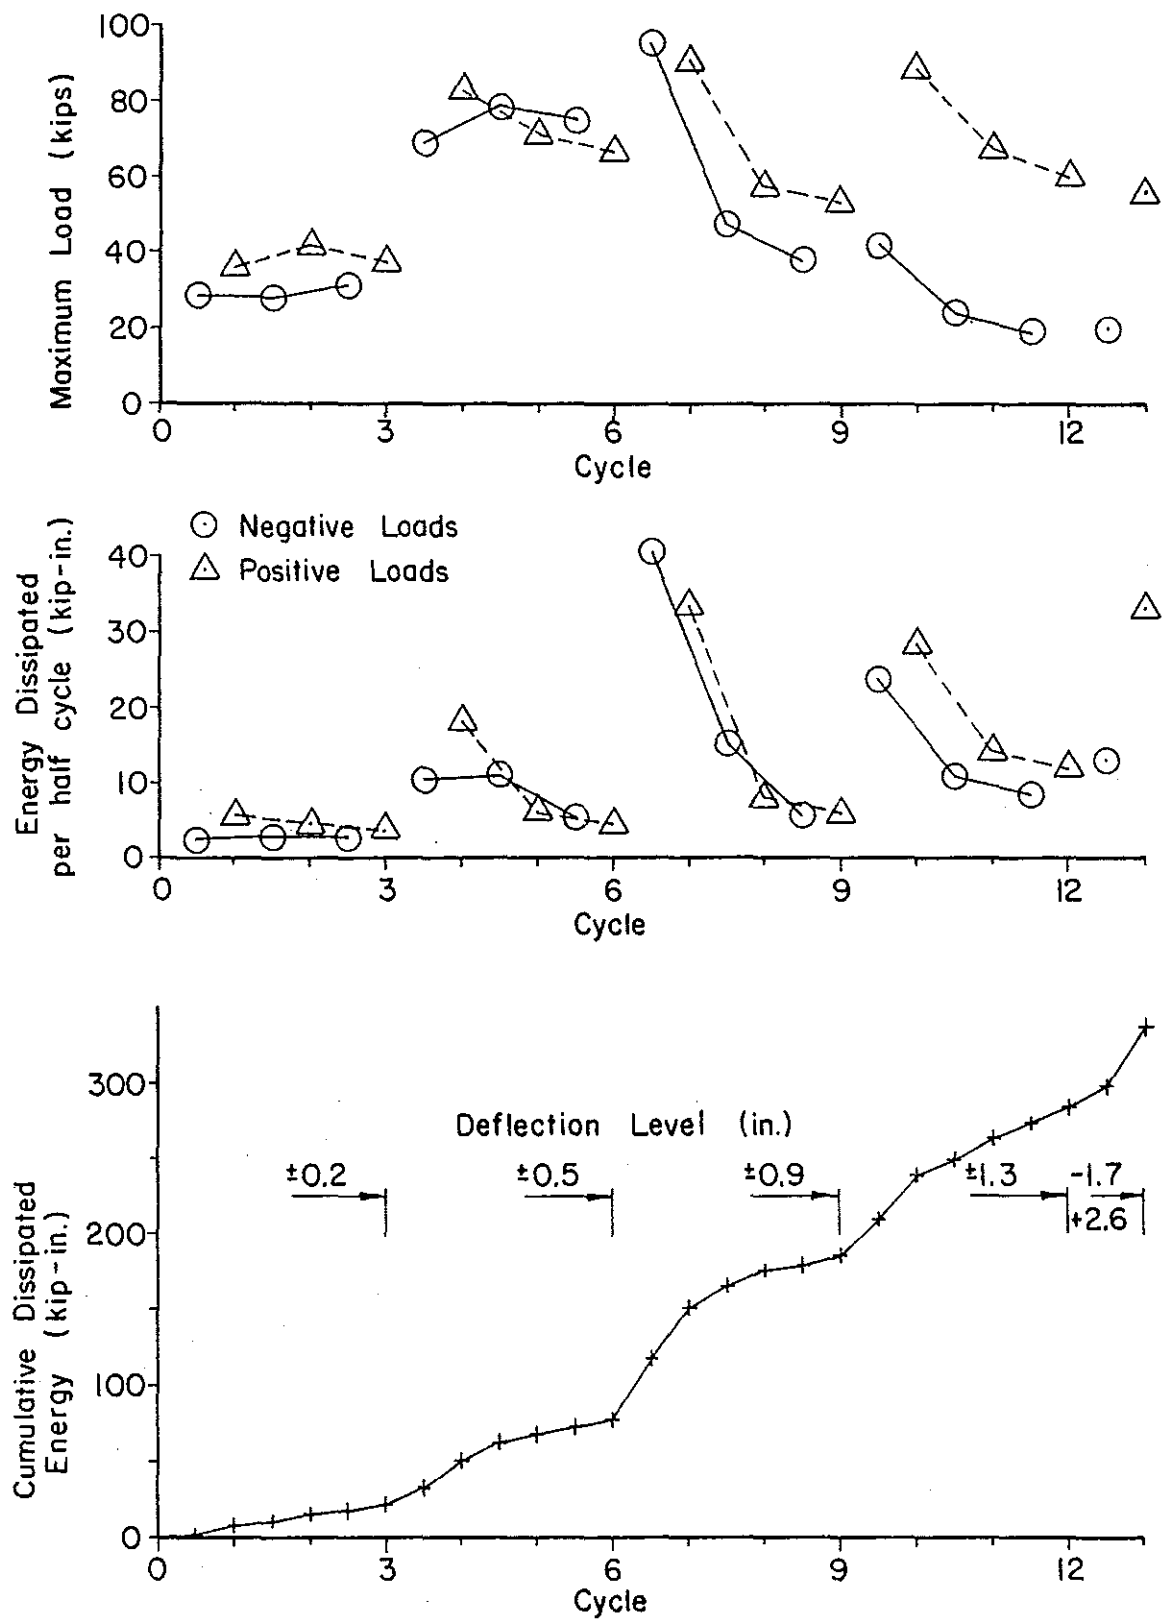 Maximum Load (kips)
100
80
60
40
20
0
0 3 6 9 12
Cycle
Energy Dissipated
per half cycle (kip-in.)
Negative Loads
Positive Loads
40
30
20
10
0
0 3 6 9 12
Cycle
Cumulative Dissipated
Energy (kip-in.)
300
200
100
0
Deflection Level (in.)
±0.2 ±0.5 ±0.9 ±1.3 -1.7
+2.6
0 3 6 9 12
Cycle